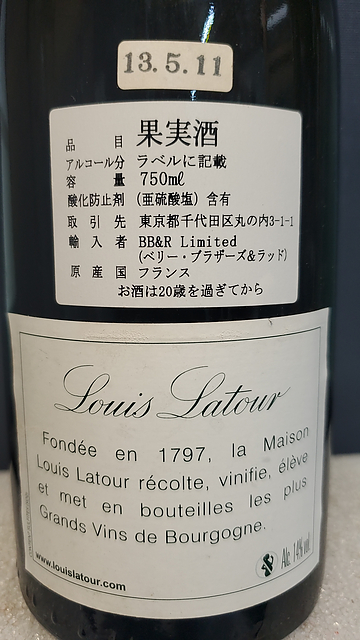 13.5.11
品 目 果実酒
アルコール分 ラベルに記載
容 量 750mℓ
酸化防止剤 (亜硫酸塩) 含有
取 引 先 東京都千代田区丸の内3-1-1
輸 入 者 BB&R Limited
(ベリー・ブラザーズ&ラッド)
原 産 国 フランス
お酒は20歳を過ぎてから
Louis Latour
Fondée en 1797, la Maison
Louis Latour récolte, vinifie, élève
et met en bouteilles les plus
Grands Vins de Bourgogne.
www.louislatour.com
Alc. 14% vol.